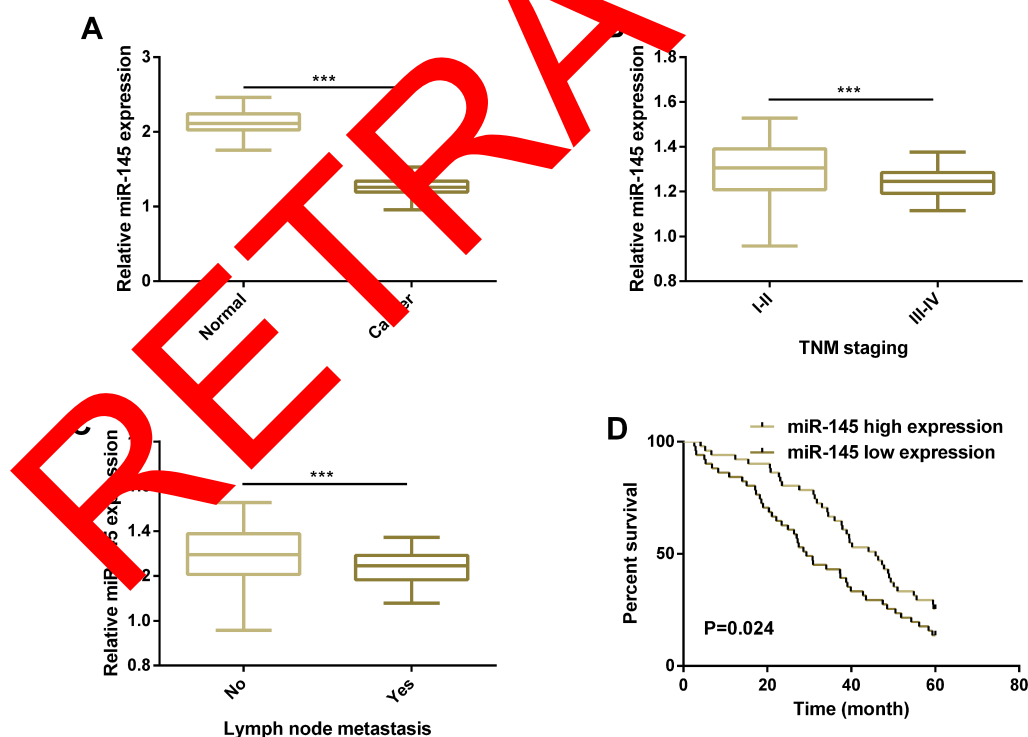 A
Relative miR-145 expression
3
2
1
0
***
Normal
RETRA
Relative miR-145 expression
1.8
1.6
1.4
1.2
1.0
0.8
***
I-II
III-IV
TNM staging
C
expression
Relative
1.4
1.0
0.8
***
No
Yes
Lymph node metastasis
D
miR-145 high expression
miR-145 low expression
Percent survival
100
50
0
P=0.024
0
20
40
60
80
Time (month)